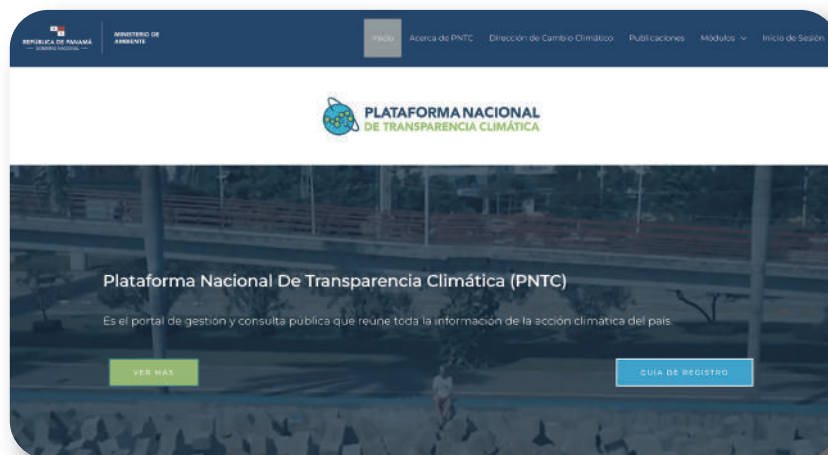 REPÚBLICA DE PANAMÁ
— GOBIERNO NACIONAL —
MINISTERIO DE
AMBIENTE
Inicio
Acerca de PNTC
Dirección de Cambio Climático
Publicaciones
Módulos
Inicio de Sesión
PLATAFORMA NACIONAL
DE TRANSPARENCIA CLIMÁTICA
Plataforma Nacional De Transparencia Climática (PNTC)
Es el portal de gestión y consulta pública que reúne toda la información de la acción climática del país.
VER MÁS
GUÍA DE REGISTRO